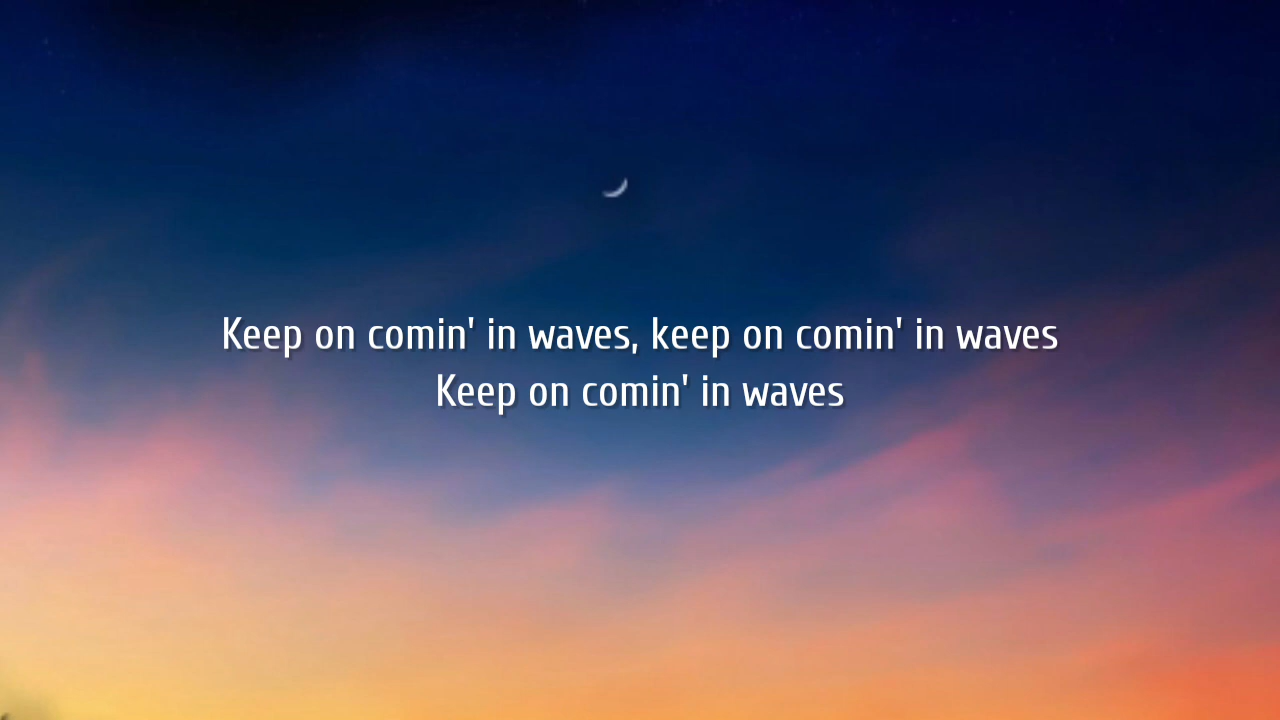 Keep on comin' in waves, keep on comin' in waves
Keep on comin' in waves